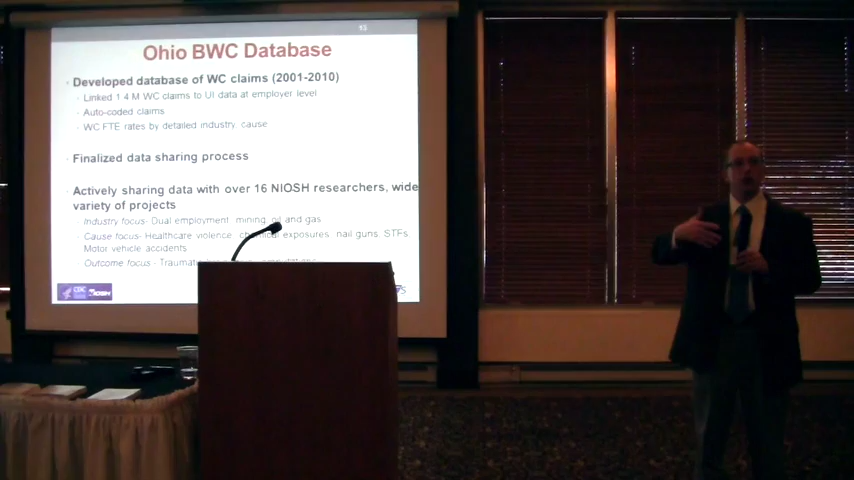 13
Ohio BWC Database
Developed database of WC claims (2001-2010)
Linked 1.4 M WC claims to UI data at employer level
Auto-coded claims
WC FTE rates by detailed industry, cause
Finalized data sharing process
Actively sharing data with over 16 NIOSH researchers, wide
variety of projects
Industry focus- Dual employment, mining, oil and gas
Cause focus- Healthcare violence, chemical exposures, nail guns, STFs
Motor vehicle accidents
Outcome focus - Traumatic
CDC
NIOSH